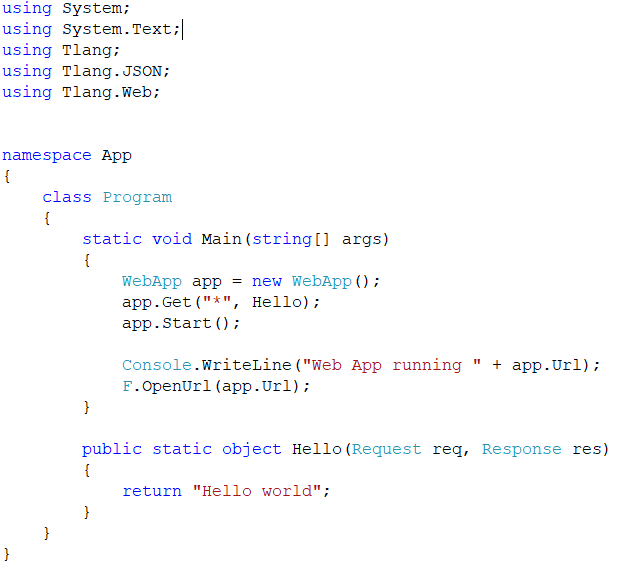 using System;
using System.Text;
using Tlang;
using Tlang.JSON;
using Tlang.Web;


namespace App
{
    class Program
    {
        static void Main(string[] args)
        {
            WebApp app = new WebApp();
            app.Get("*", Hello);
            app.Start();

            Console.WriteLine("Web App running " + app.Url);
            F.OpenUrl(app.Url);
        }

        public static object Hello(Request req, Response res)
        {
            return "Hello world";
        }
    }
}